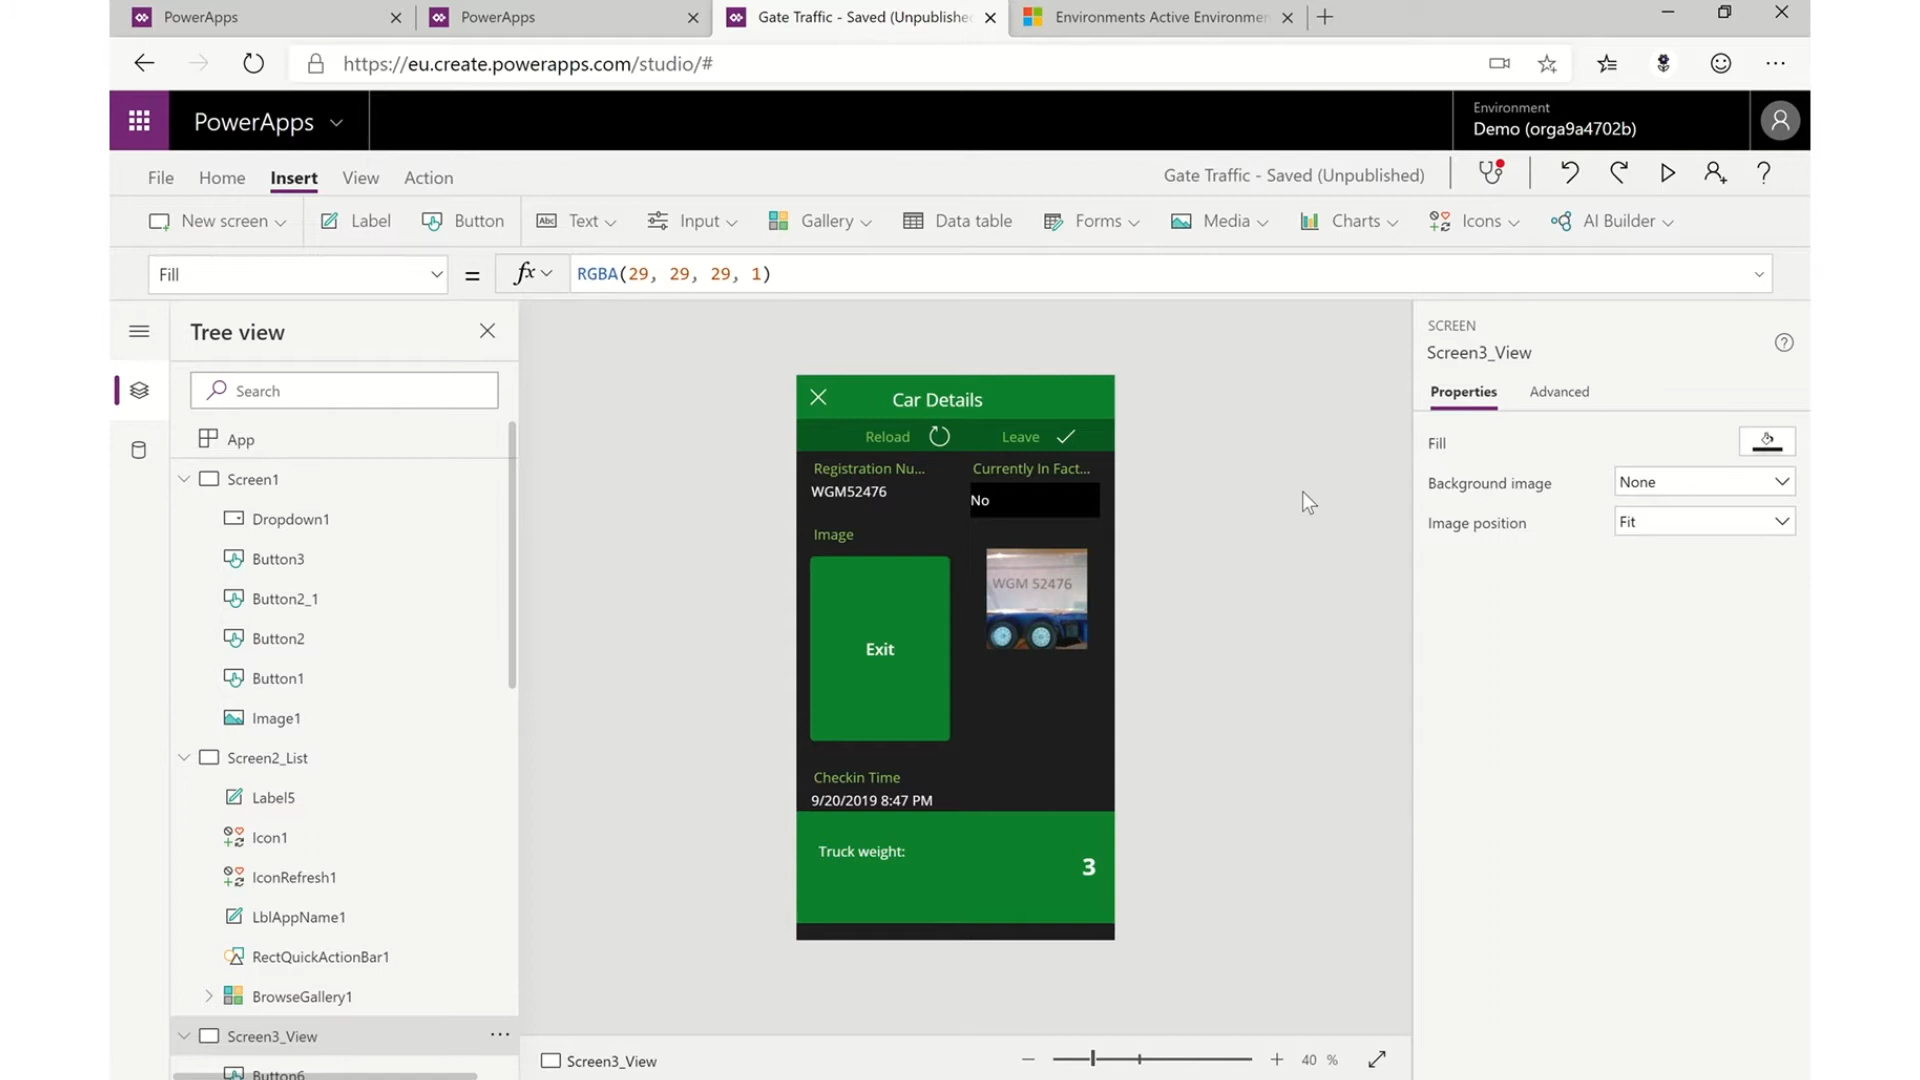 PowerApps
PowerApps
Gate Traffic - Saved (Unpublishe
Environments Active Environmen
https://eu.create.powerapps.com/studio/#
PowerApps
Environment
Demo (orga9a4702b)
File Home Insert View Action
Gate Traffic - Saved (Unpublished)
New screen Label Button Text Input Gallery Data table Forms Media Charts Icons AI Builder
Fill = fx RGBA(29, 29, 29, 1)
Tree view
Search
App
Screen1
Dropdown1
Button3
Button2_1
Button2
Button1
Image1
Screen2_List
Label5
Icon1
IconRefresh1
LblAppName1
RectQuickActionBar1
BrowseGallery1
Screen3_View
Button6
Car Details
Reload Leave
Registration Nu... Currently In Fact...
WGM52476
No
Image
WGM 52476
Exit
Checkin Time
9/20/2019 8:47 PM
Truck weight:
3
Screen3_View
40 %
SCREEN
Screen3_View
Properties Advanced
Fill
Background image None
Image position Fit